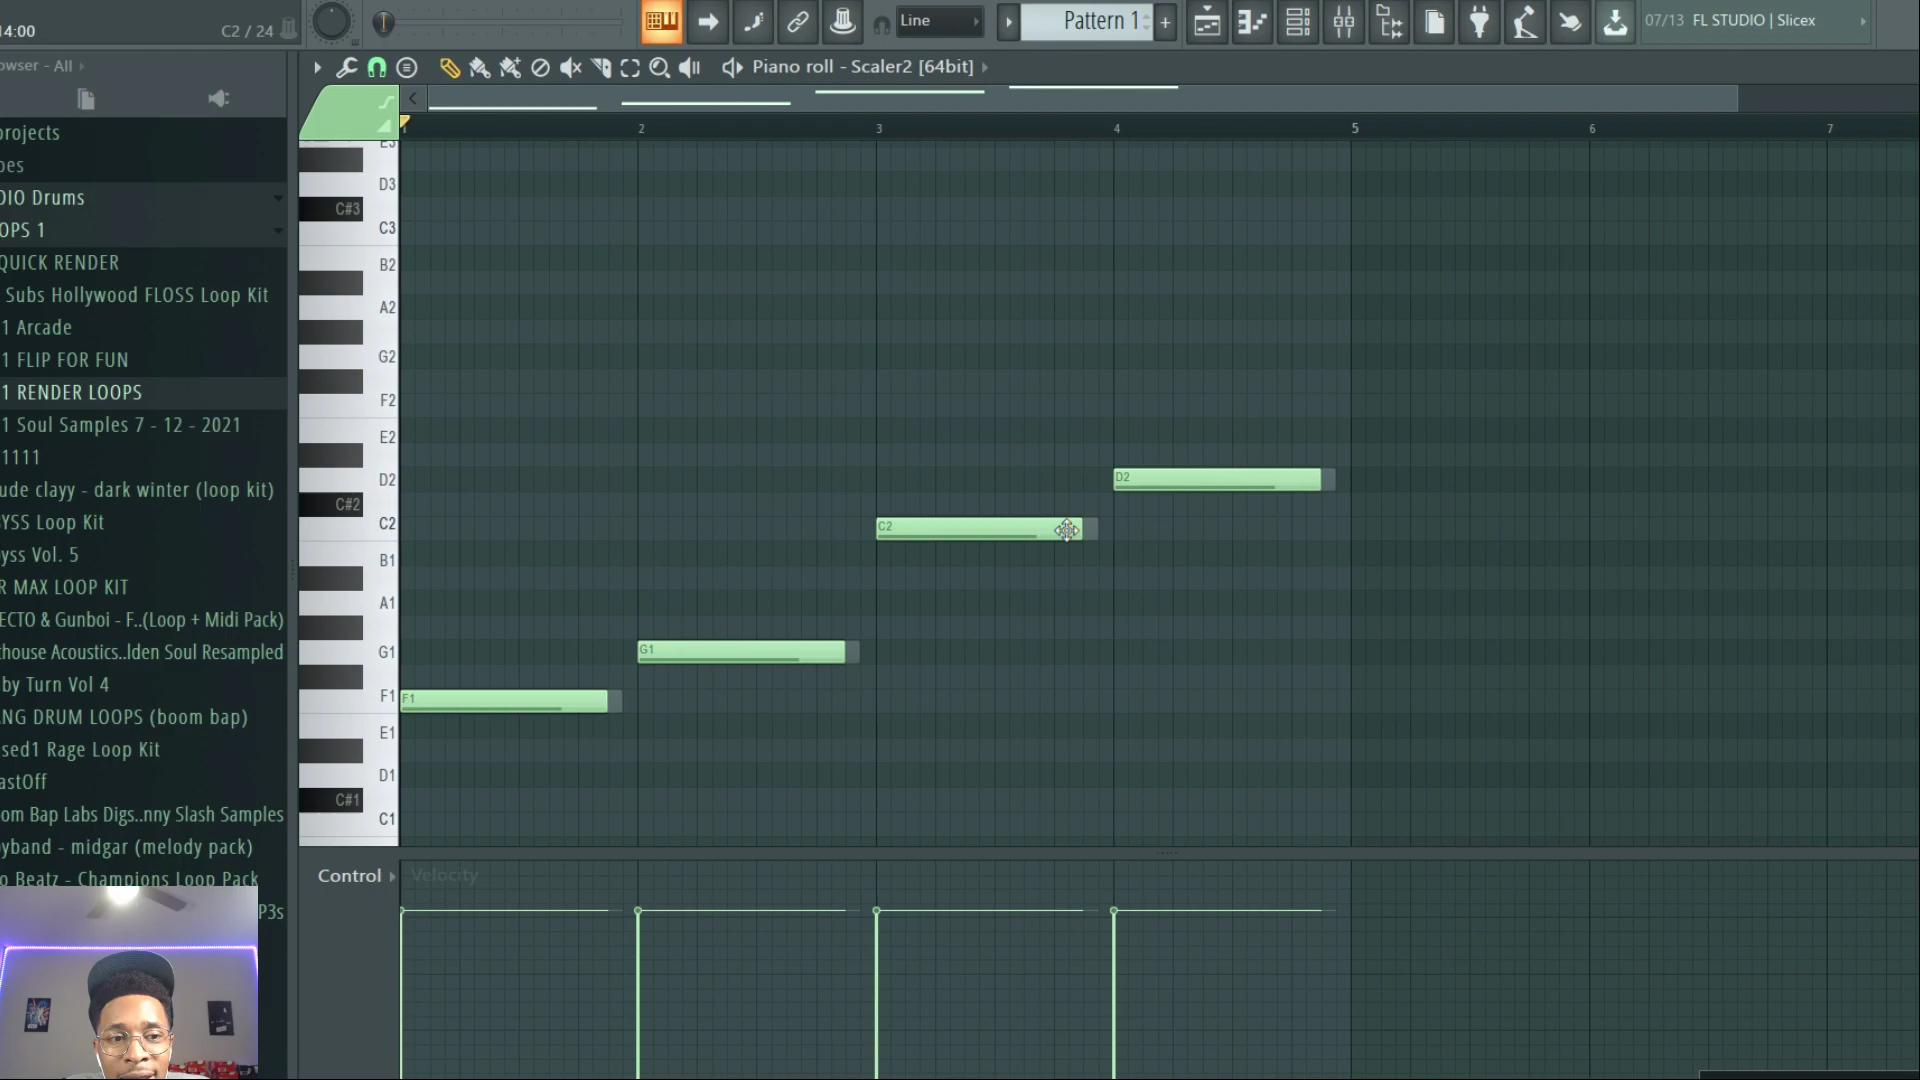 4:00
C2 / 24
Line
Pattern 1
+
07/13 FL STUDIO | Slicex
owser - All
Piano roll - Scaler2 [64bit]
2
3
4
5
6
7
projects
pes
DIO Drums
OPS 1
QUICK RENDER
Subs Hollywood FLOSS Loop Kit
1 Arcade
1 FLIP FOR FUN
1 RENDER LOOPS
1 Soul Samples 7 - 12 - 2021
1111
ude clayy - dark winter (loop kit)
YSS Loop Kit
yss Vol. 5
R MAX LOOP KIT
ECTO & Gunboi - F..(Loop + Midi Pack)
house Acoustics..lden Soul Resampled
by Turn Vol 4
NG DRUM LOOPS (boom bap)
sed1 Rage Loop Kit
astOff
om Bap Labs Digs..nny Slash Samples
yband - midgar (melody pack)
o Beatz - Champions Loop Pack
P3s
E3
D3
C#3
C3
B2
A2
G2
F2
E2
D2
C#2
C2
B1
A1
G1
F1
E1
D1
C#1
C1
D2
C2
G1
F1
Control
Velocity